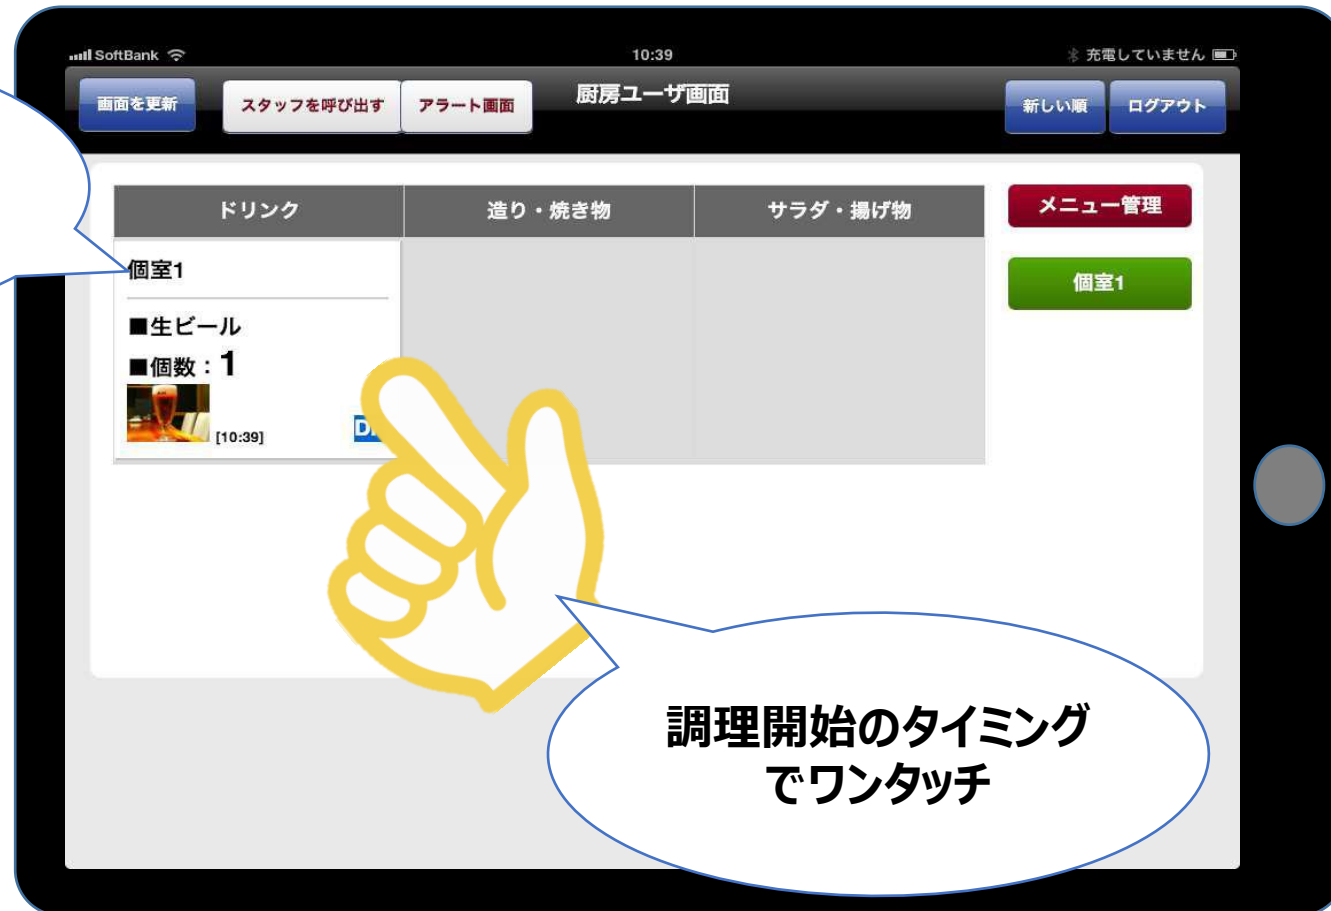 SoftBank 10:39 充電していません
画面を更新 スタッフを呼び出す アラート画面 厨房ユーザ画面 新しい順 ログアウト
ドリンク 造り・焼き物 サラダ・揚げ物 メニュー管理
個室1 個室1
■生ビール
■個数：1
[10:39]
調理開始のタイミング
でワンタッチ